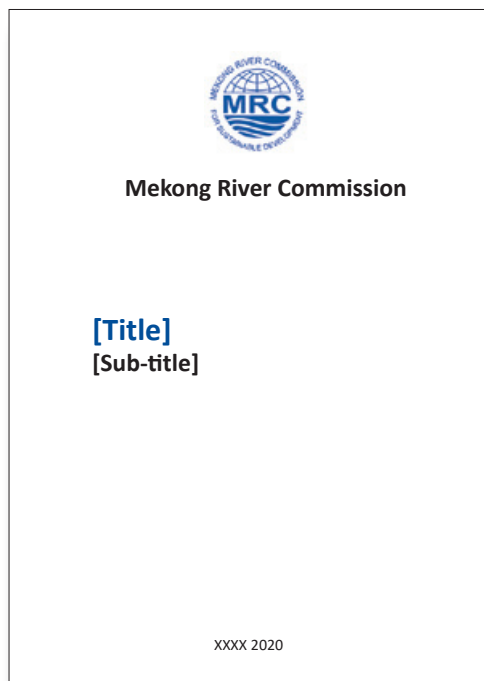 MEKONG RIVER COMMISSION
MRC
FOR SUSTAINABLE DEVELOPMENT
Mekong River Commission
[Title]
[Sub-title]
XXXX 2020